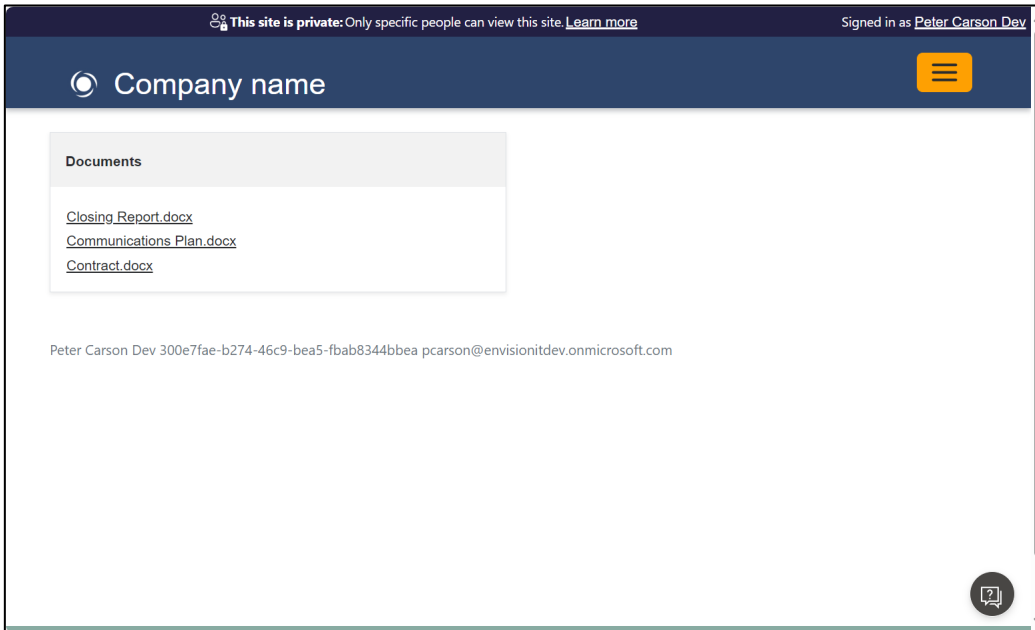 This site is private: Only specific people can view this site. Learn more Signed in as Peter Carson Dev
Company name
Documents
Closing Report.docx
Communications Plan.docx
Contract.docx
Peter Carson Dev 300e7fae-b274-46c9-bea5-fbab8344bbea pcarson@envisionitdev.onmicrosoft.com
?